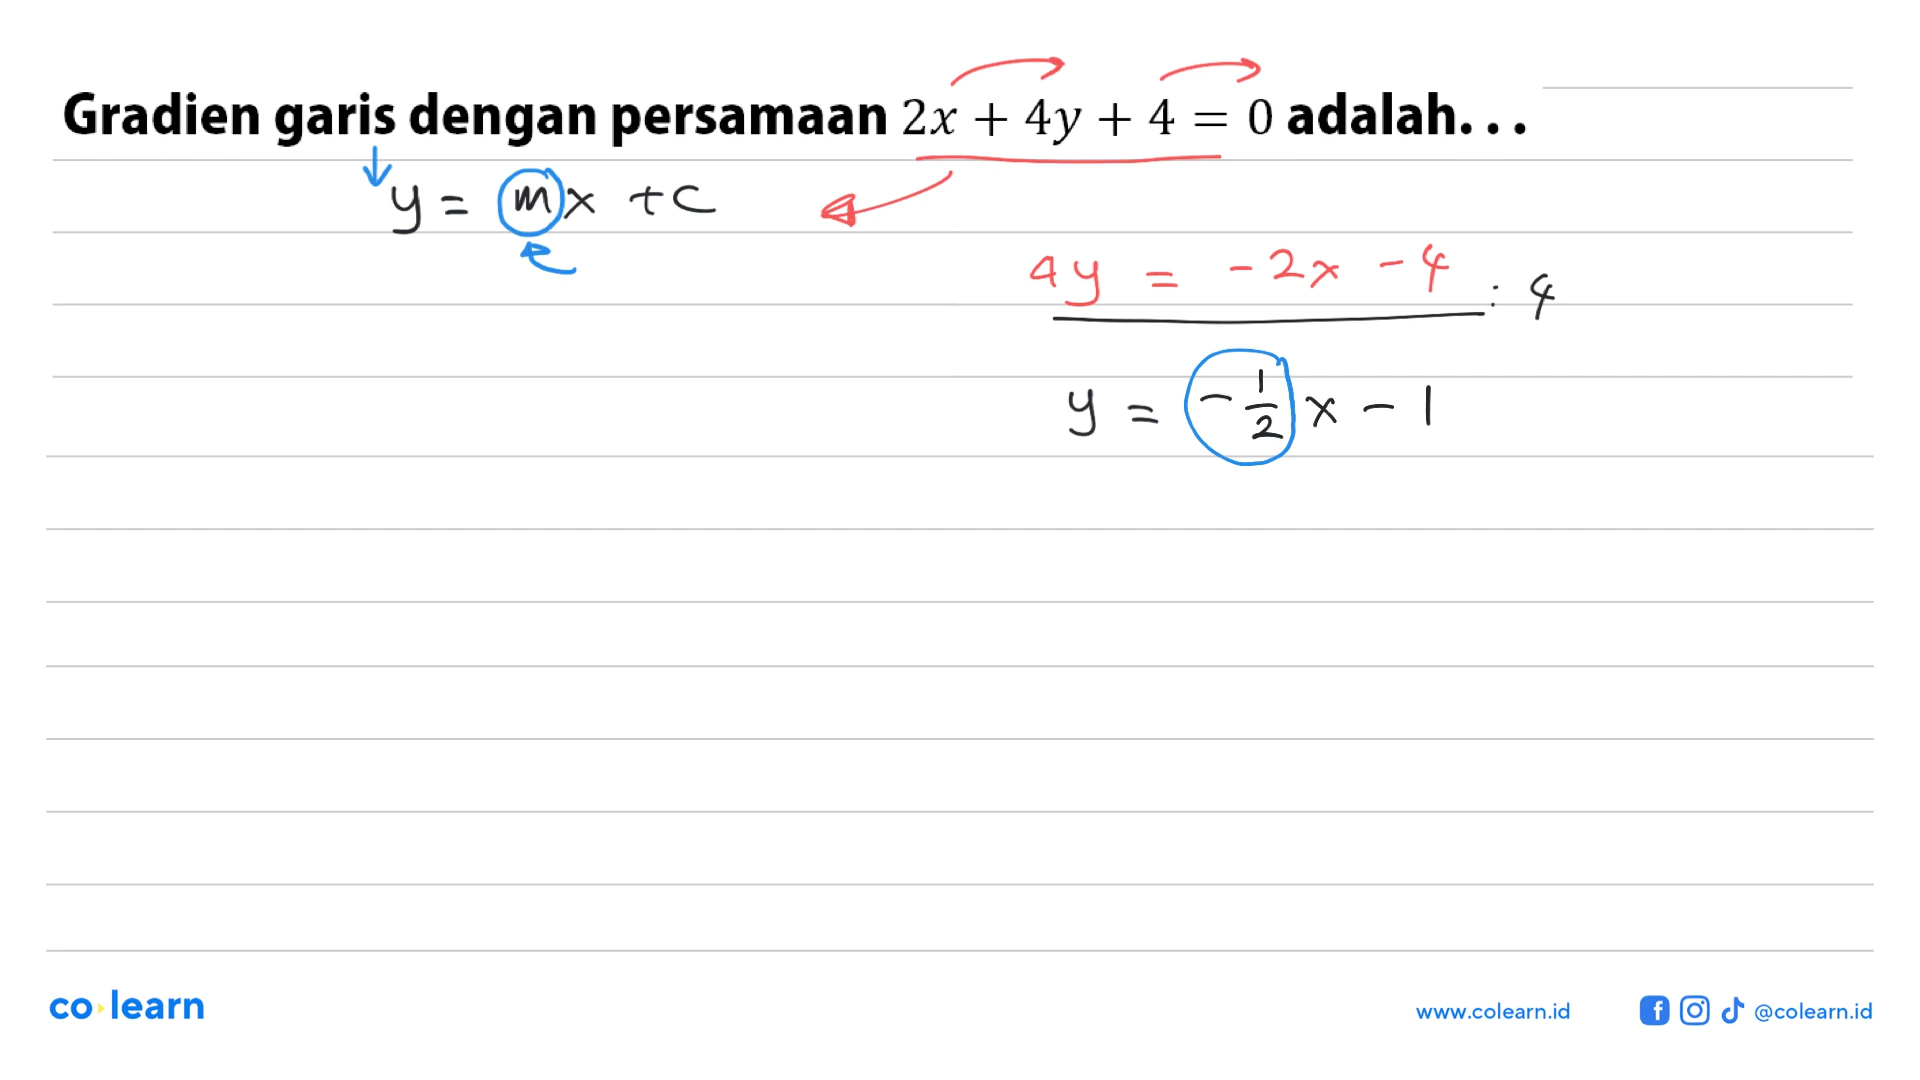 Gradien garis dengan persamaan 2x + 4y + 4 = 0 adalah. . .
y = mx + c
4y = -2x - 4 : 4
y = -1/2 x - 1
co learn
www.colearn.id @colearn.id